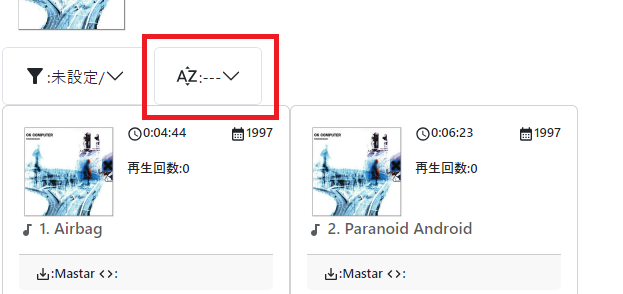 :未設定/
AZ:---
OK COMPUTER
0:04:44
1997
再生回数:0
1. Airbag
:Mastar <>:
OK COMPUTER
0:06:23
1997
再生回数:0
2. Paranoid Android
:Mastar <>: